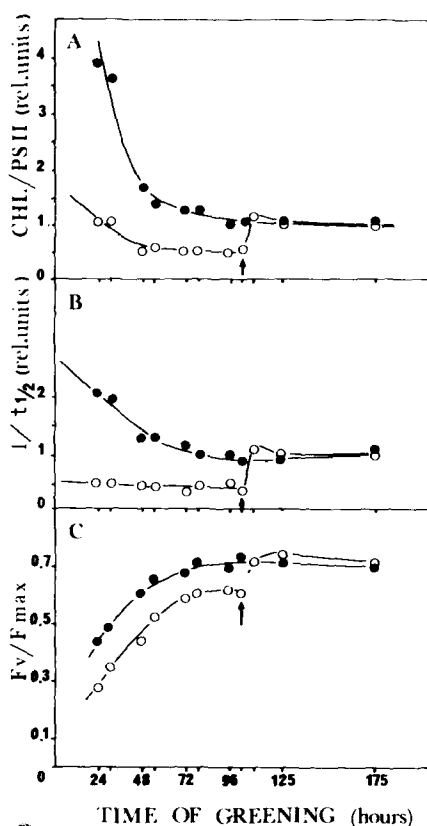 A
CHL/PSII (rel.units)
4
3
2
1
0
B
1/t1/2 (rel.units)
2
1
0
C
Fv/Fmax
0.7
0.5
0.3
0.1
0
24 48 72 96 125 175
TIME OF GREENING (hours)